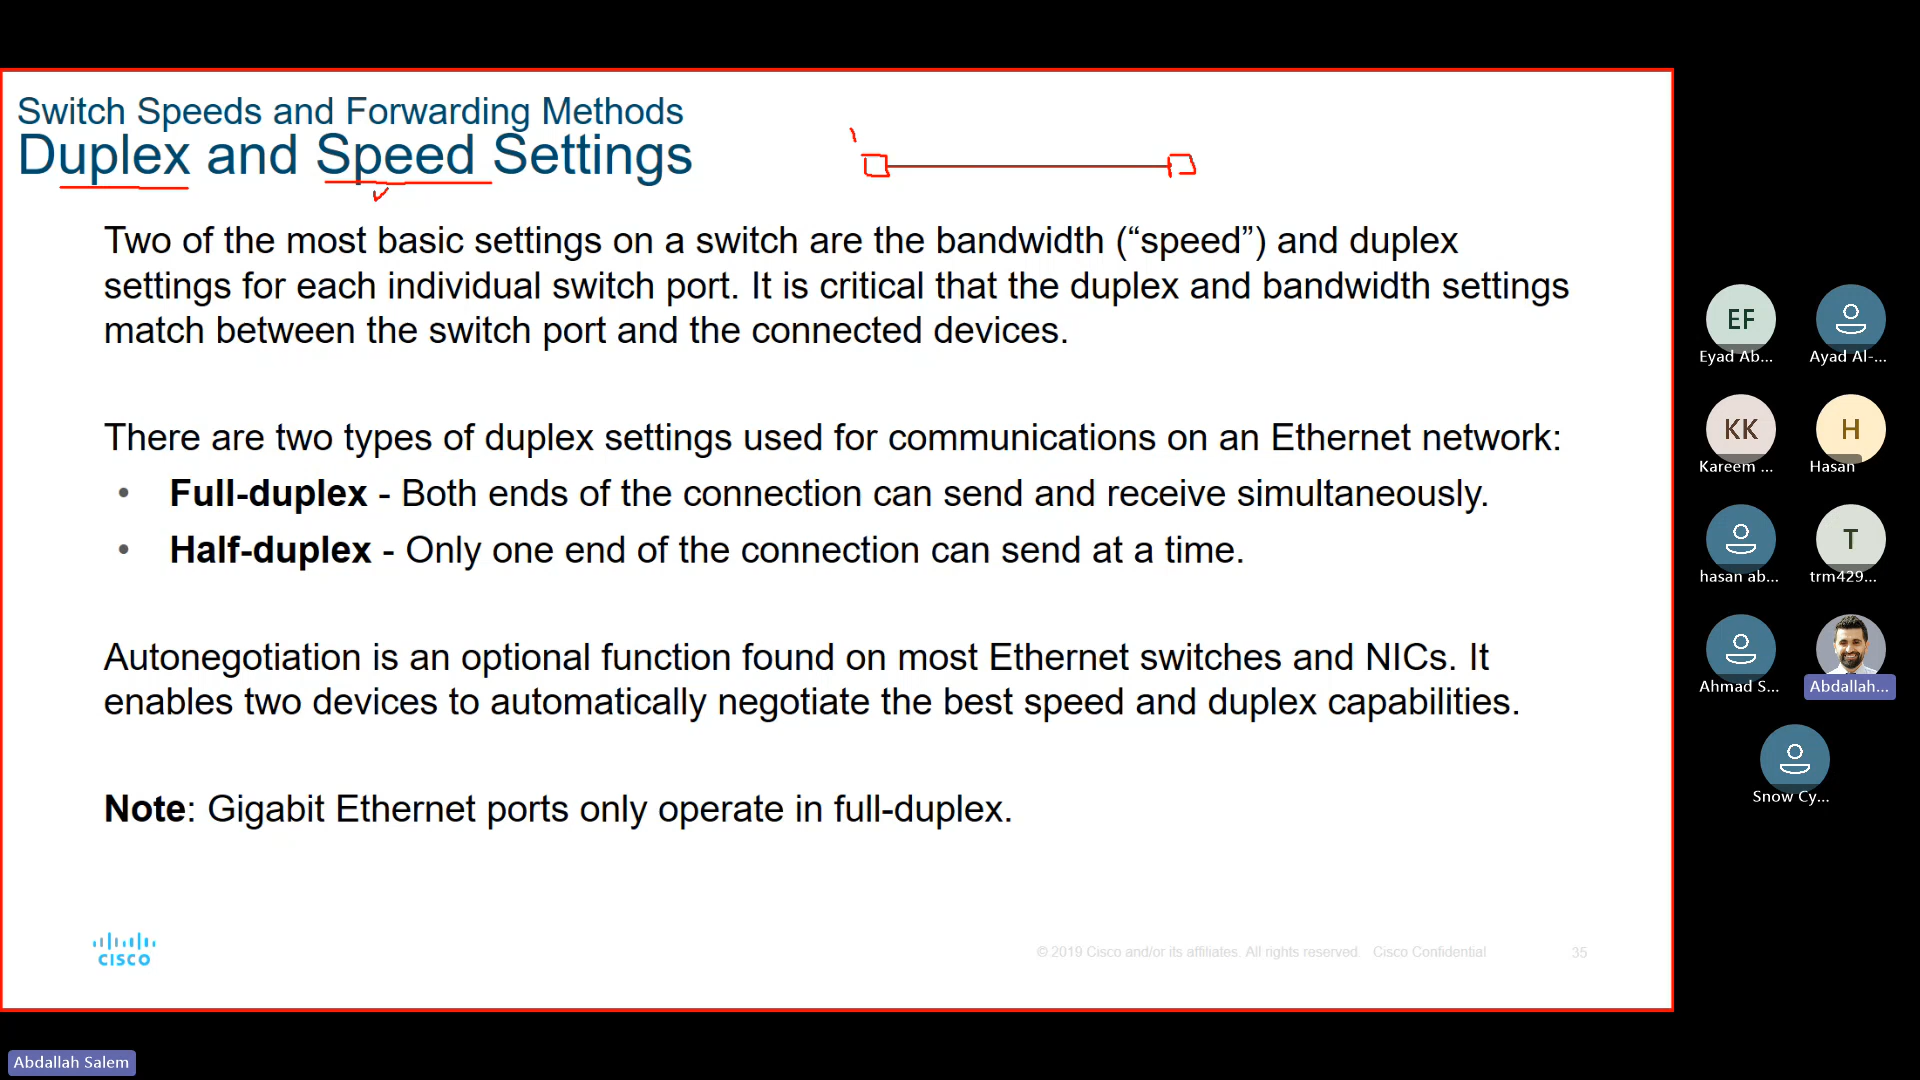 Switch Speeds and Forwarding Methods
Duplex and Speed Settings
Two of the most basic settings on a switch are the bandwidth (“speed”) and duplex
settings for each individual switch port. It is critical that the duplex and bandwidth settings
match between the switch port and the connected devices.
There are two types of duplex settings used for communications on an Ethernet network:
• Full-duplex - Both ends of the connection can send and receive simultaneously.
• Half-duplex - Only one end of the connection can send at a time.
Autonegotiation is an optional function found on most Ethernet switches and NICs. It
enables two devices to automatically negotiate the best speed and duplex capabilities.
Note: Gigabit Ethernet ports only operate in full-duplex.
CISCO
© 2019 Cisco and/or its affiliates. All rights reserved. Cisco Confidential
35
EF
Eyad Ab...
Ayad Al-...
KK
Kareem ...
H
Hasan
hasan ab...
T
trm429...
Ahmad S...
Abdallah...
Snow Cy...
Abdallah Salem